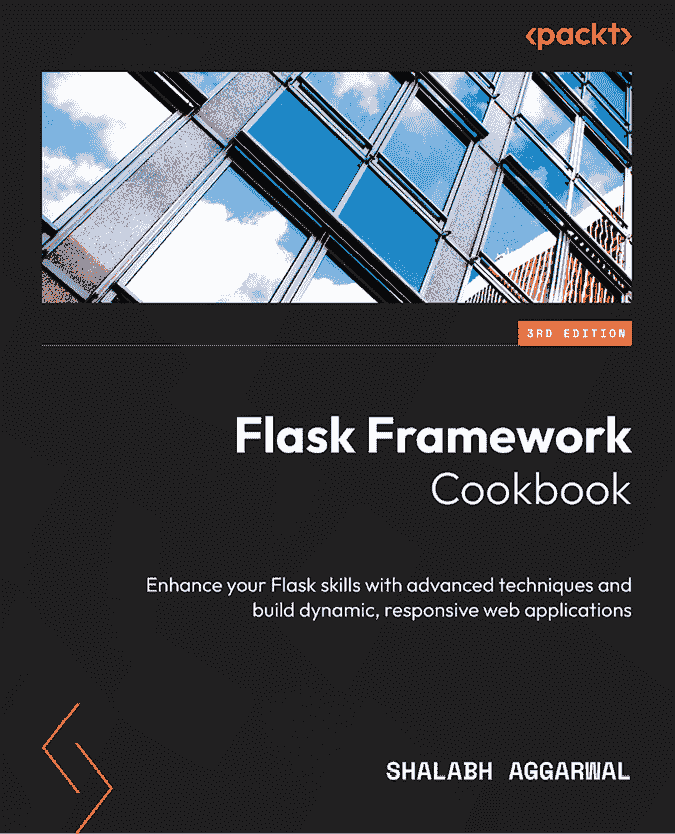 <packt>
3RD EDITION
Flask Framework
Cookbook
Enhance your Flask skills with advanced techniques and
build dynamic, responsive web applications
SHALABH AGGARWAL